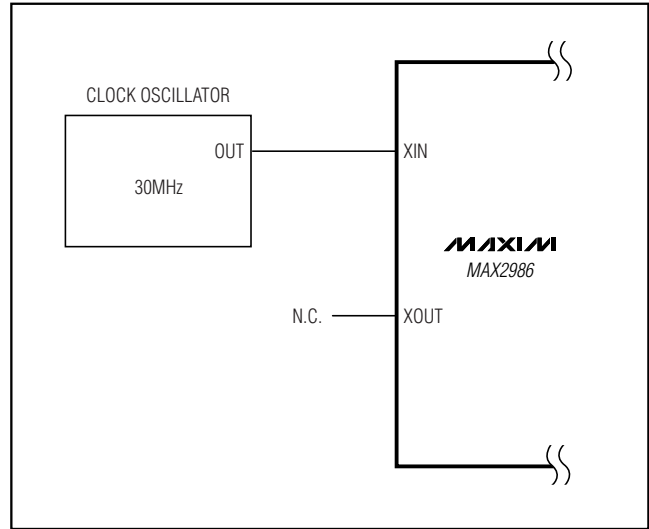 CLOCK OSCILLATOR
OUT
XIN
30MHz
MAXIM
MAX2986
N.C.
XOUT